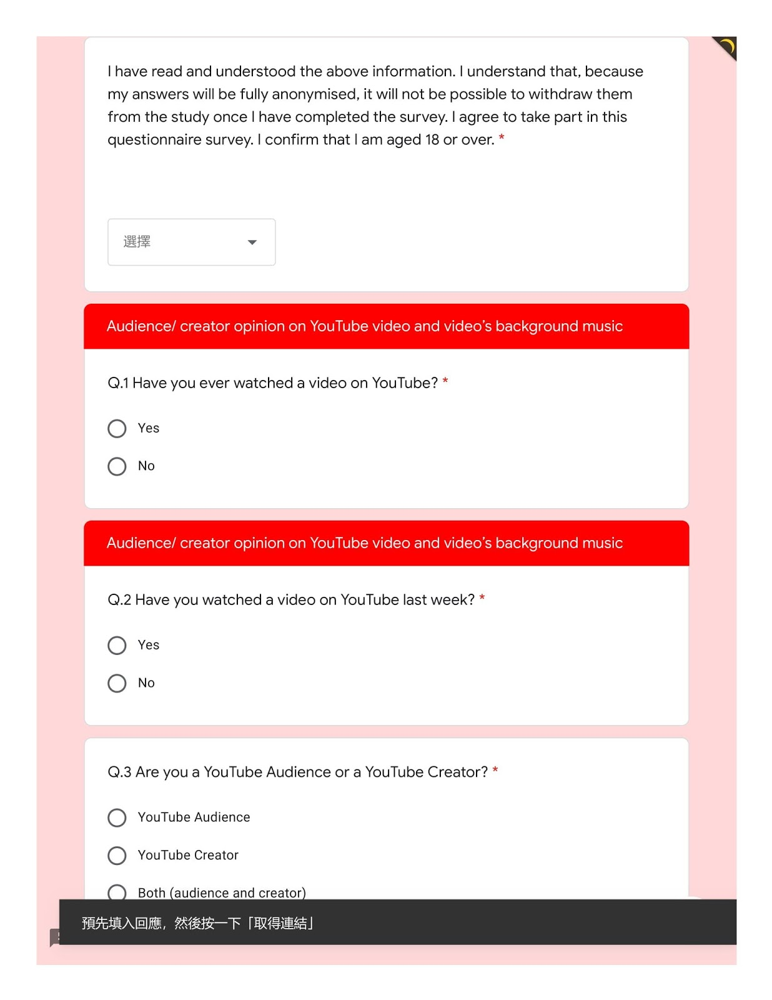 I have read and understood the above information. I understand that, because
my answers will be fully anonymised, it will not be possible to withdraw them
from the study once I have completed the survey. I agree to take part in this
questionnaire survey. I confirm that I am aged 18 or over. *
選擇
Audience/ creator opinion on YouTube video and video’s background music
Q.1 Have you ever watched a video on YouTube? *
Yes
No
Audience/ creator opinion on YouTube video and video’s background music
Q.2 Have you watched a video on YouTube last week? *
Yes
No
Q.3 Are you a YouTube Audience or a YouTube Creator? *
YouTube Audience
YouTube Creator
Both (audience and creator)
預先填入回應，然後按一下「取得連結」